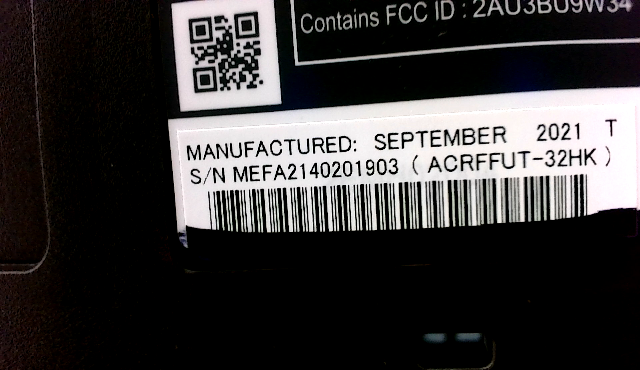 Contains FCC ID : 2AU3BU9W34
MANUFACTURED: SEPTEMBER 2021 T
S/N MEFA2140201903 ( ACRFFUT-32HK )